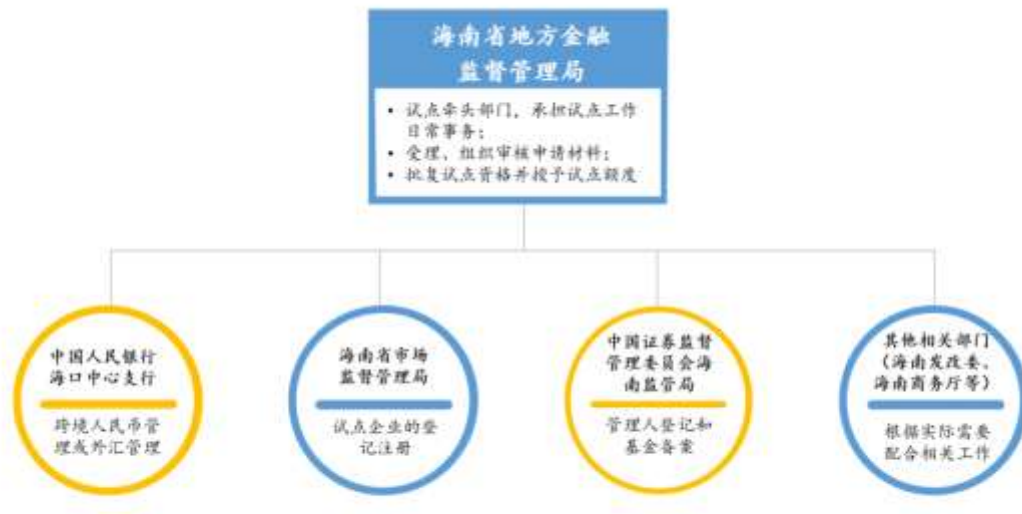 海南省地方金融
监督管理局
• 试点牵头部门，承担试点工作
日常事务；
• 受理、组织审核申请材料；
• 批复试点资格并授予试点额度
中国人民银行
海口中心支行
跨境人民币管
理或外汇管理
海南省市场
监督管理局
试点企业的登
记注册
中国证券监督
管理委员会海
南监管局
管理人登记和
基金备案
其他相关部门
（海南发改委、
海南商务厅等）
根据实际需要
配合相关工作